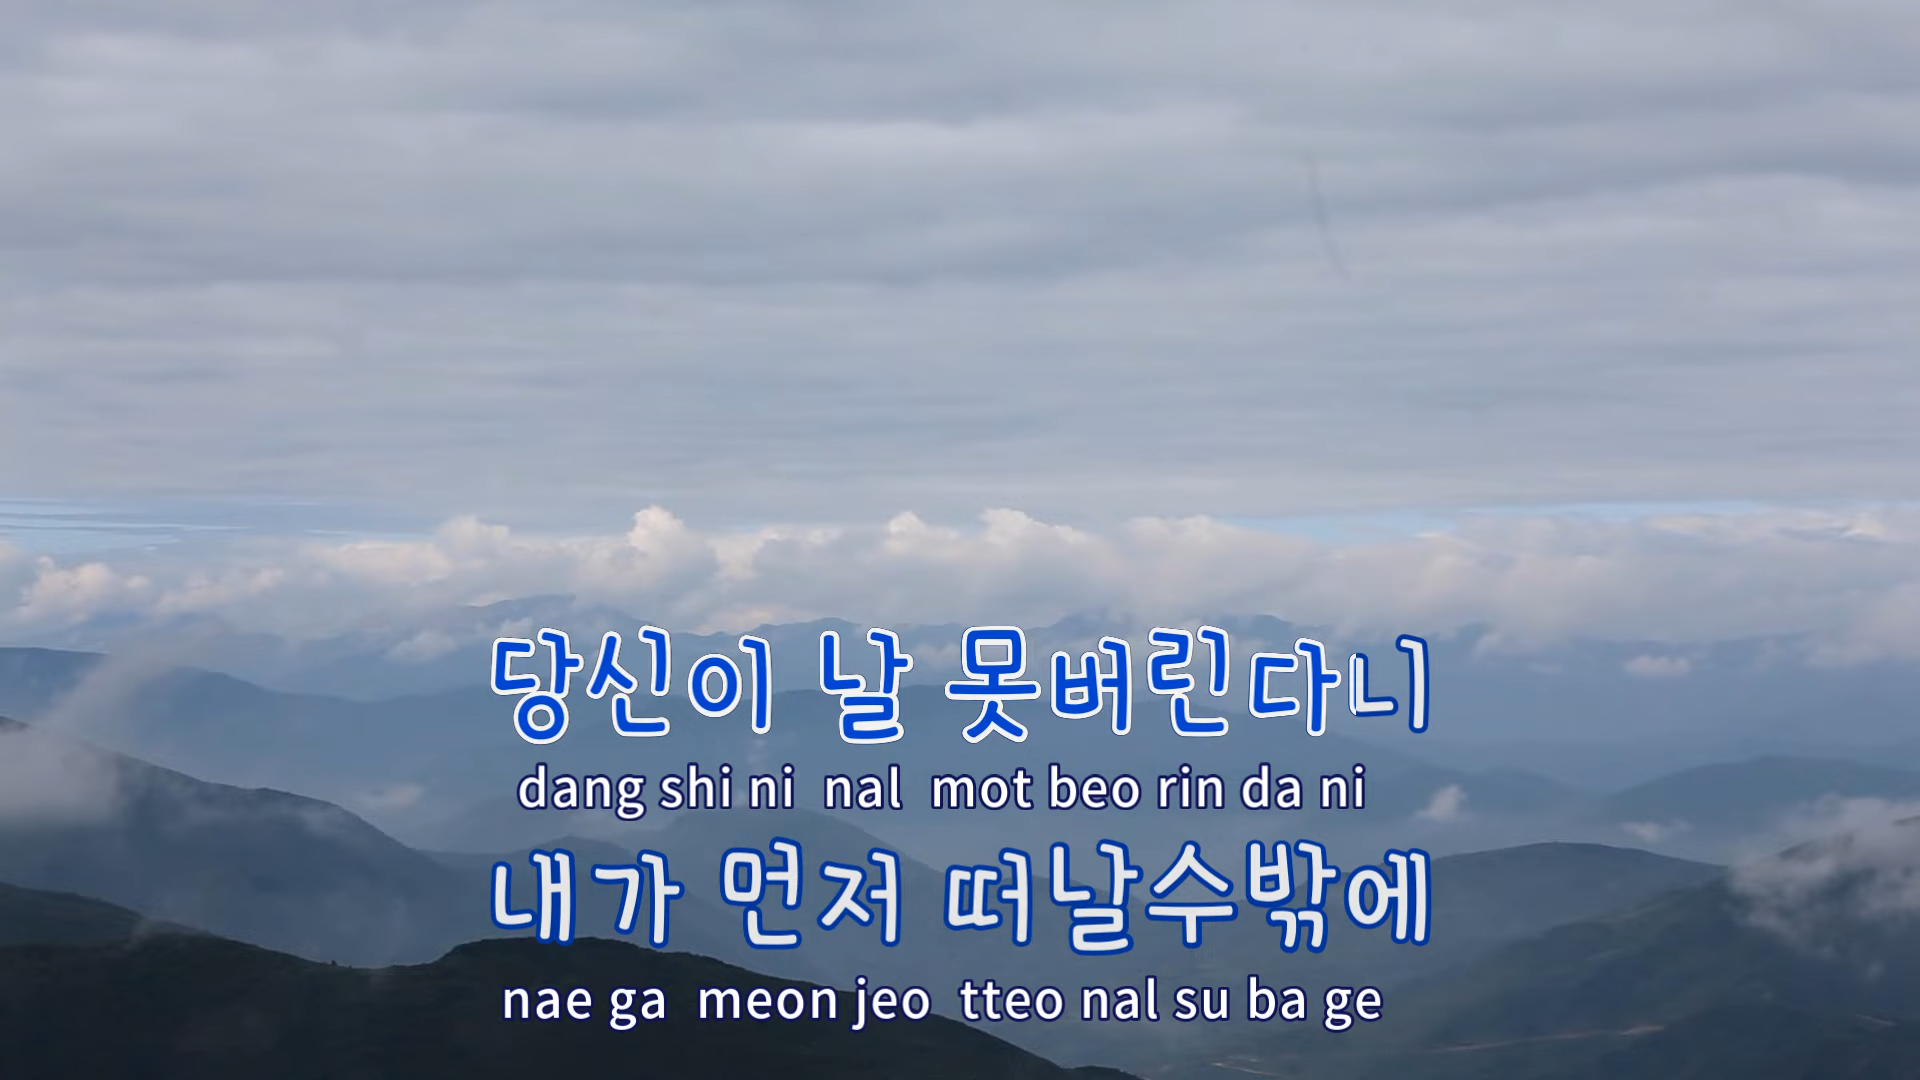 당신이 날 못버린다니
dang shi ni nal mot beo rin da ni
내가 먼저 떠날수밖에
nae ga meon jeo tteo nal su ba ge